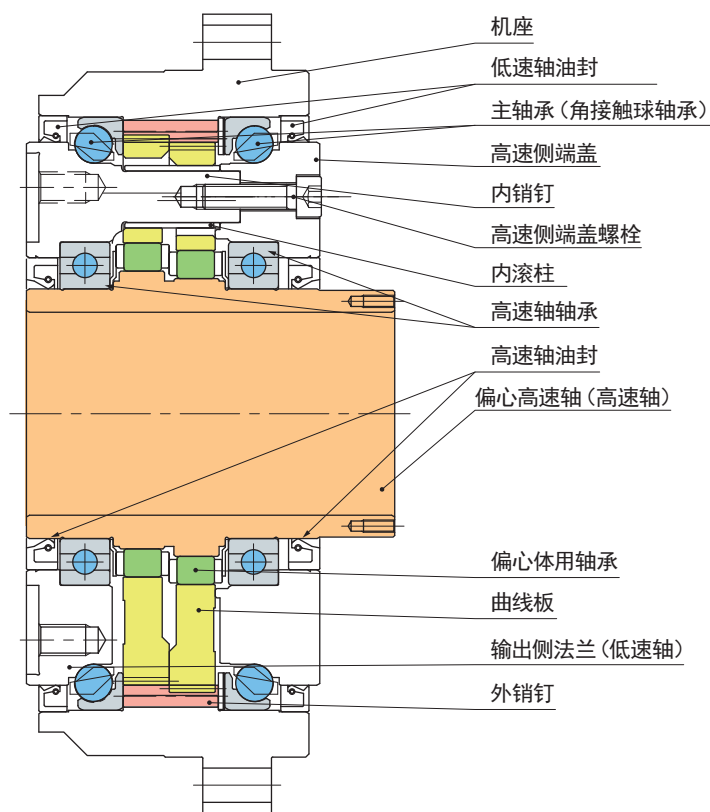 机座
低速轴油封
主轴承（角接触球轴承）
高速侧端盖
内销钉
高速侧端盖螺栓
内滚柱
高速轴轴承
高速轴油封
偏心高速轴（高速轴）
偏心体用轴承
曲线板
输出侧法兰（低速轴）
外销钉